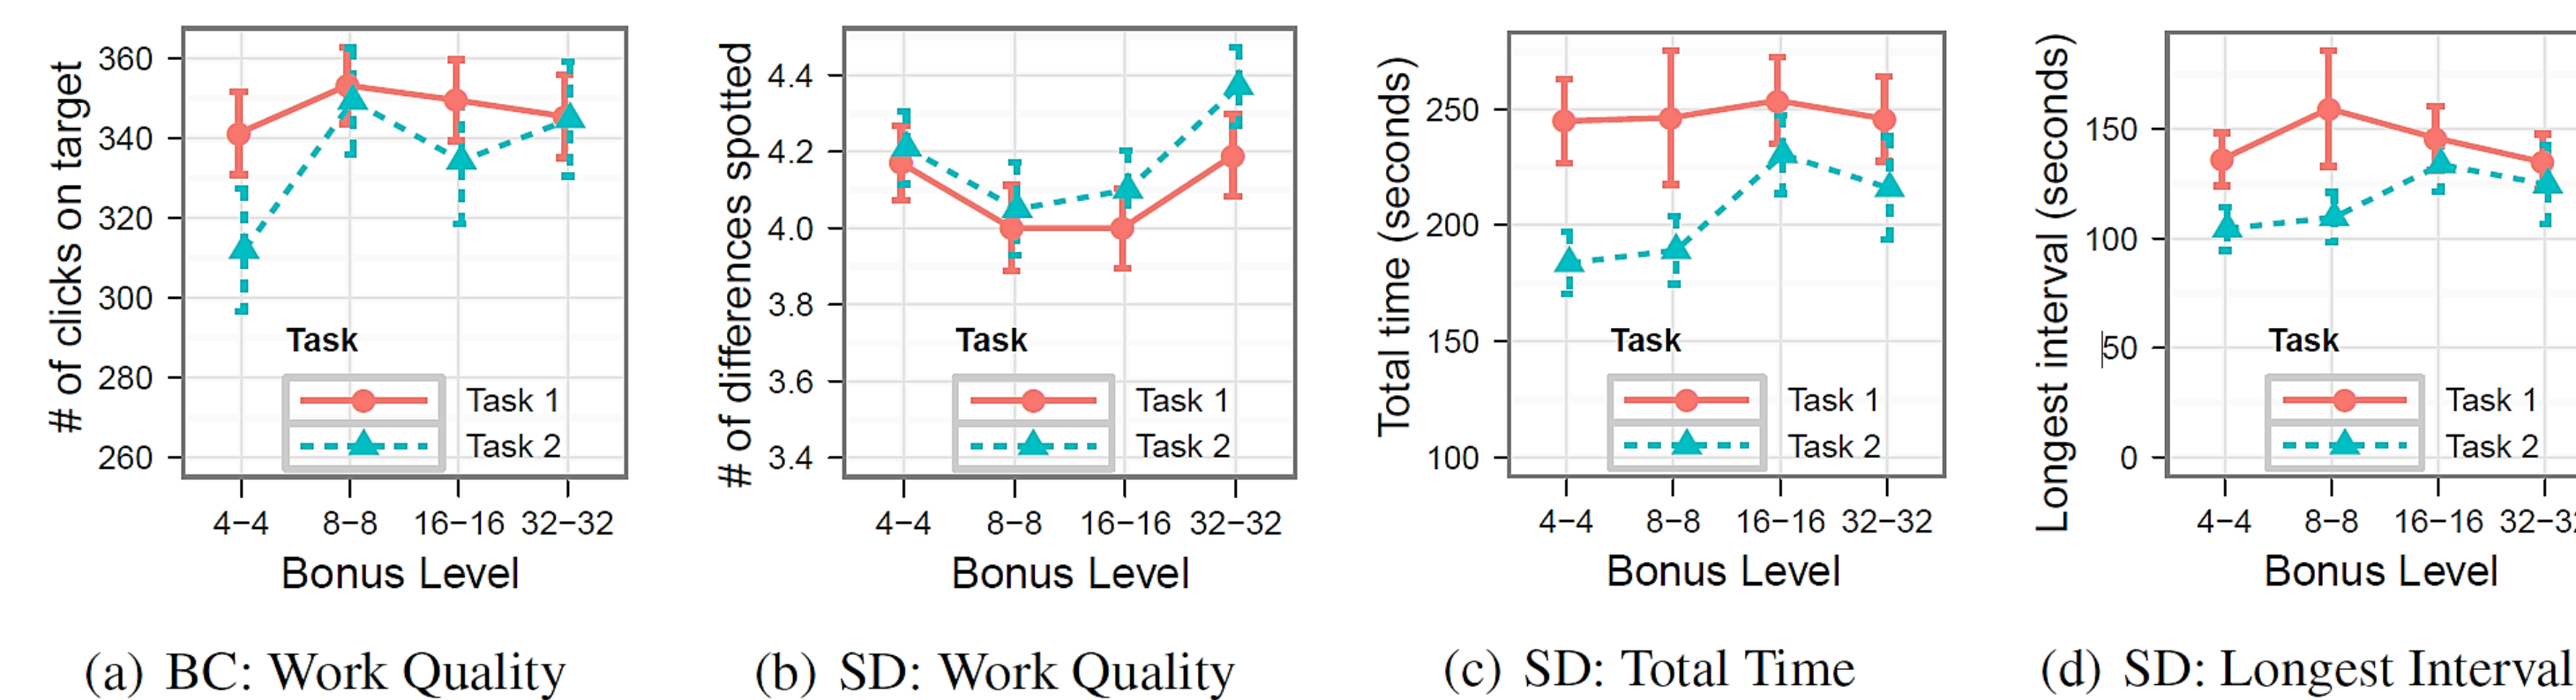 # of clicks on target
360
340
320
300
280
260
Task
Task 1
Task 2
4−4 8−8 16−16 32−32
Bonus Level
(a) BC: Work Quality
# of differences spotted
4.4
4.2
4.0
3.8
3.6
3.4
Task
Task 1
Task 2
4−4 8−8 16−16 32−32
Bonus Level
(b) SD: Work Quality
Total time (seconds)
250
200
150
100
Task
Task 1
Task 2
4−4 8−8 16−16 32−32
Bonus Level
(c) SD: Total Time
Longest interval (seconds)
150
100
50
0
Task
Task 1
Task 2
4−4 8−8 16−16
Bonus Level
(d) SD: Longest Interval